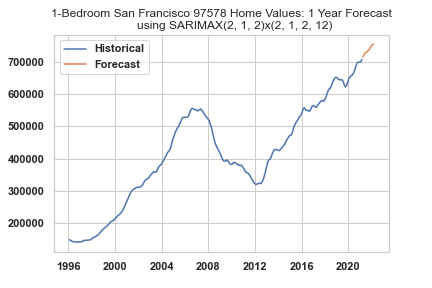 1-Bedroom San Francisco 97578 Home Values: 1 Year Forecast
using SARIMAX(2, 1, 2)x(2, 1, 2, 12)
Historical
Forecast
700000
600000
500000
400000
300000
200000
1996 2000 2004 2008 2012 2016 2020